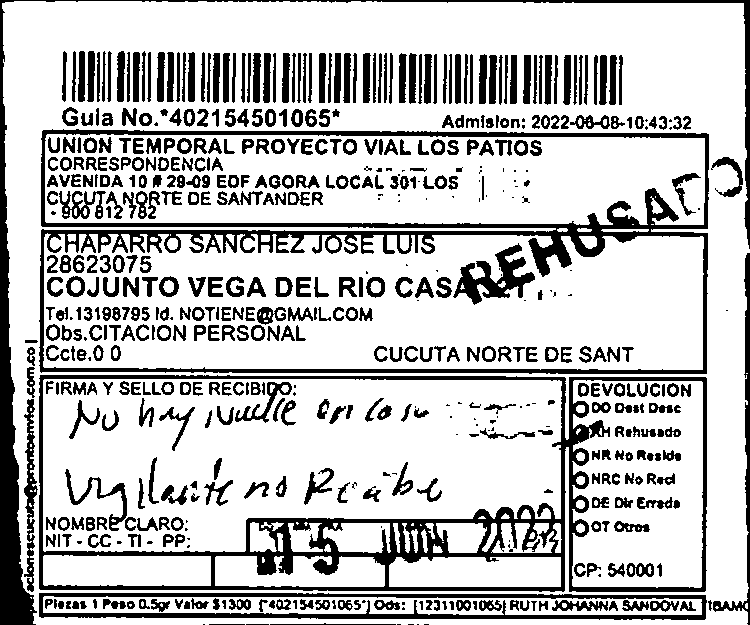 Guia No.*402154501065*
Admision: 2022-06-08-10:43:32
UNION TEMPORAL PROYECTO VIAL LOS PATIOS
CORRESPONDENCIA
AVENIDA 10 # 29-09 EDF AGORA LOCAL 301 LOS
CUCUTA NORTE DE SANTANDER
- 900 812 782
REHUSADO
CHAPARRO SANCHEZ JOSE LUIS
28623075
COJUNTO VEGA DEL RIO CASA
Tel.13198795 Id. NOTIENE@GMAIL.COM
Obs.CITACION PERSONAL
Ccte.0 0
CUCUTA NORTE DE SANT
FIRMA Y SELLO DE RECIBIDO:
No hay nadie en casa
Vigilante no Recibe
NOMBRE CLARO:
NIT - CC - TI - PP:
15 JUN 2022
DEVOLUCION
DO Dest Desc
RH Rehusado
NR No Reside
NRC No Recl
DE Dir Errada
OT Otros
CP: 540001
Piezas 1 Peso 0.5gr Valor $1300 [*402154501065*] Ods: [12311001065] RUTH JOHANNA SANDOVAL